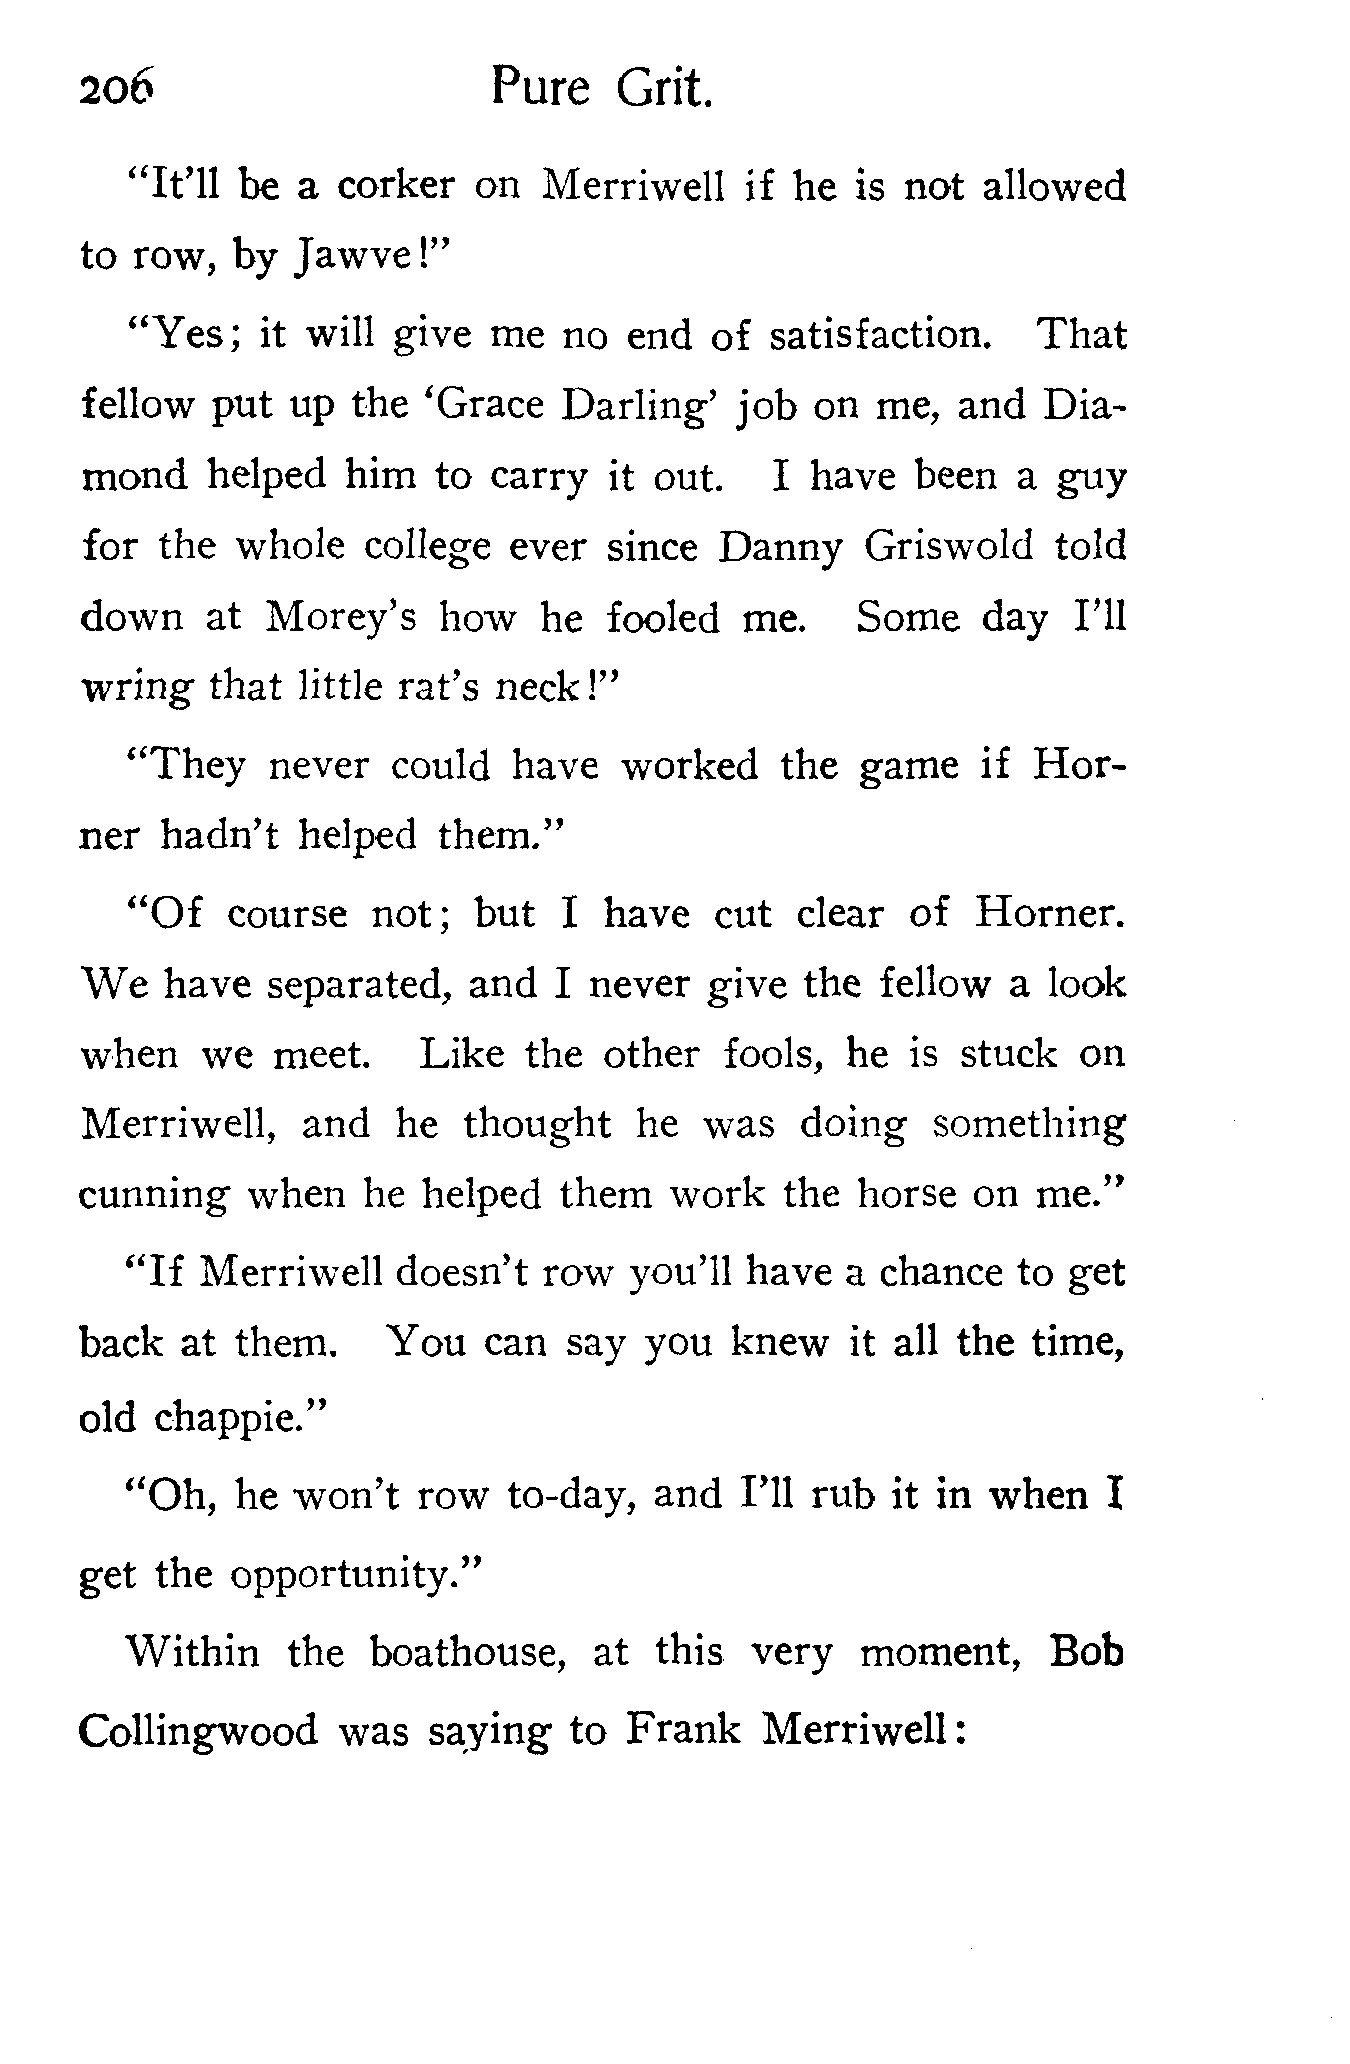 206 Pure Grit.
“It’ll be a corker on Merriwell if he is not allowed
to row, by Jawve!”
“Yes; it will give me no end of satisfaction. That
fellow put up the ‘Grace Darling’ job on me, and Dia-
mond helped him to carry it out. I have been a guy
for the whole college ever since Danny Griswold told
down at Morey’s how he fooled me. Some day I’ll
wring that little rat’s neck!”
“They never could have worked the game if Hor-
ner hadn’t helped them.”
“Of course not; but I have cut clear of Horner.
We have separated, and I never give the fellow a look
when we meet. Like the other fools, he is stuck on
Merriwell, and he thought he was doing something
cunning when he helped them work the horse on me.”
“If Merriwell doesn’t row you’ll have a chance to get
back at them. You can say you knew it all the time,
old chappie.”
“Oh, he won’t row to-day, and I’ll rub it in when I
get the opportunity.”
Within the boathouse, at this very moment, Bob
Collingwood was saying to Frank Merriwell: